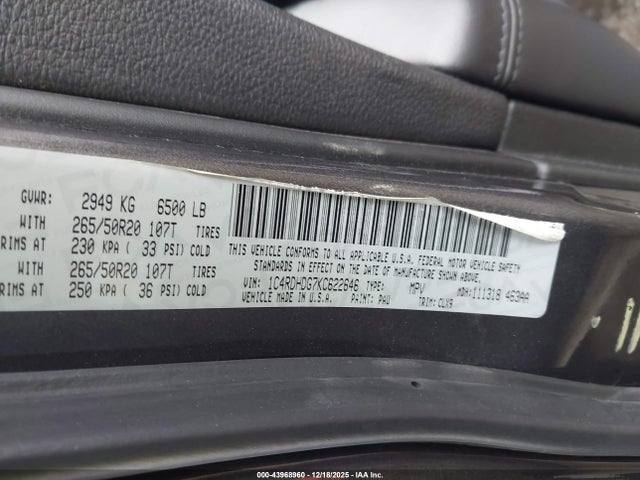 GVWR: 2949 KG 6500 LB
WITH 265/50R20 107T TIRES
RIMS AT 230 KPA ( 33 PSI) COLD
WITH 265/50R20 107T TIRES
RIMS AT 250 KPA ( 36 PSI) COLD
THIS VEHICLE CONFORMS TO ALL APPLICABLE U.S.A. FEDERAL MOTOR VEHICLE SAFETY
STANDARDS IN EFFECT ON THE DATE OF MANUFACTURE SHOWN ABOVE.
VIN: 1C4RDHDG7KC622646 TYPE: MPV MDH: 111318 463AA
MADE IN U.S.A. PAINT: PAU TRIM: CLX9
000-43968960 - 12/18/2025 - IAA Inc.